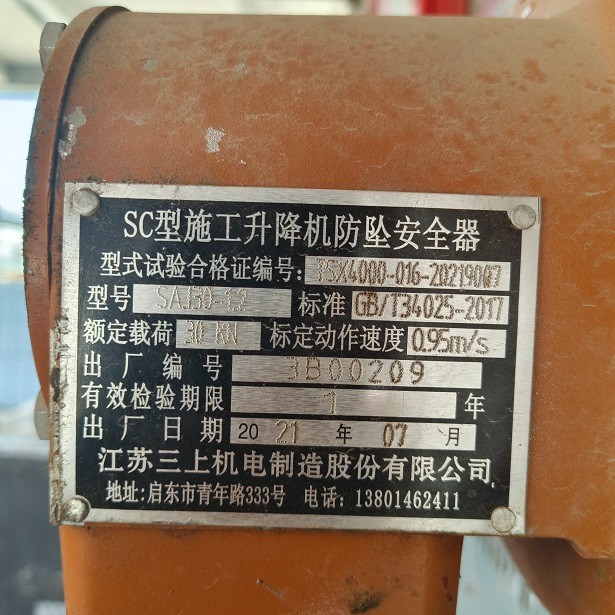 SC型施工升降机防坠安全器
型式试验合格证编号: TSX4000-016-20219087
型号 SAJ30-1.2 标准 GB/T34025-2017
额定载荷 30 KN 标定动作速度 0.95m/s
出厂编号 3B00209
有效检验期限 1 年
出厂日期 2021 年 07 月
江苏三上机电制造股份有限公司
地址:启东市青年路333号 电话: 13801462411